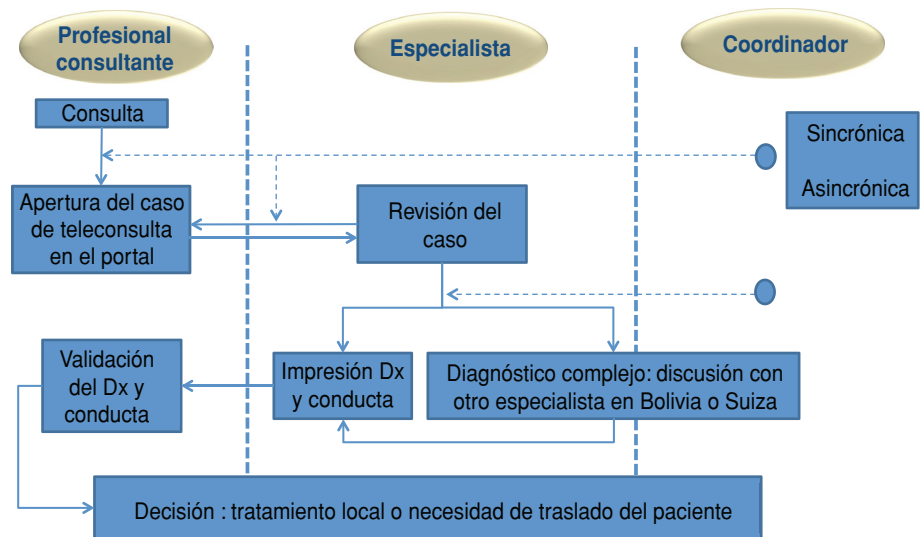 Profesional
consultante
Especialista
Coordinador
Consulta
Sincrónica
Asincrónica
Apertura del caso
de teleconsulta
en el portal
Revisión del
caso
Validación
del Dx y
conducta
Impresión Dx
y conducta
Diagnóstico complejo: discusión con
otro especialista en Bolivia o Suiza
Decisión : tratamiento local o necesidad de traslado del paciente